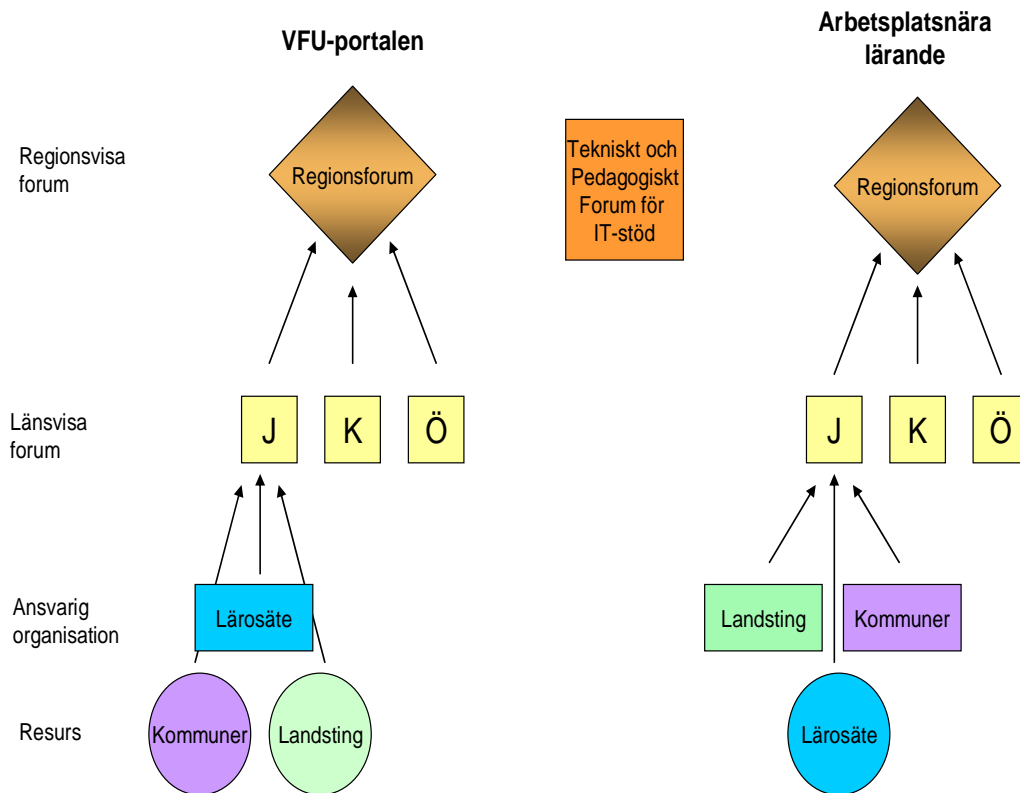 VFU-portalen
Arbetsplatsnära
lärande
Regionsvisa
forum
Regionsforum
Tekniskt och
Pedagogiskt
Forum för
IT-stöd
Regionsforum
Länsvisa
forum
J
K
Ö
J
K
Ö
Ansvarig
organisation
Lärosäte
Landsting
Kommuner
Resurs
Kommuner
Landsting
Lärosäte